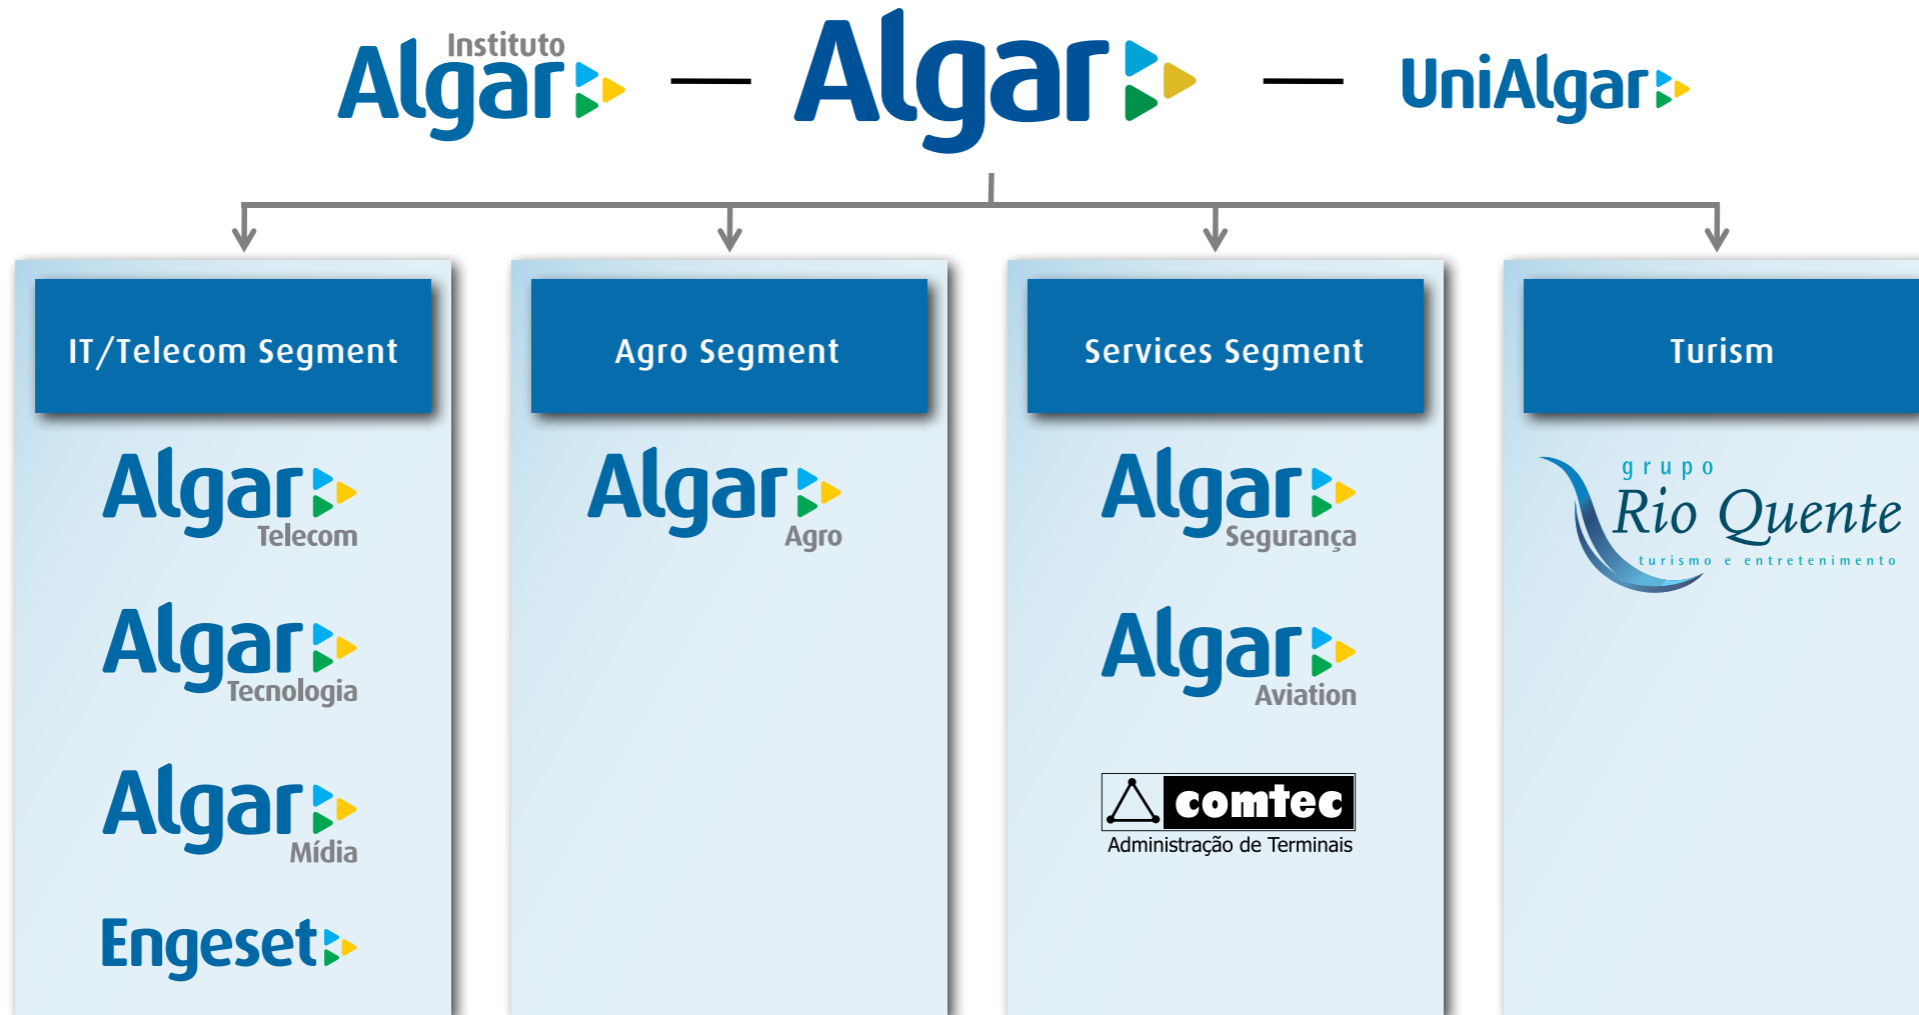 Instituto
Algar
Algar
UniAlgar
IT/Telecom Segment
Agro Segment
Services Segment
Turism
Algar
Telecom
Algar
Tecnologia
Algar
Mídia
Engeset
Algar
Agro
Algar
Segurança
Algar
Aviation
comtec
Administração de Terminais
grupo
Rio Quente
turismo e entretenimento